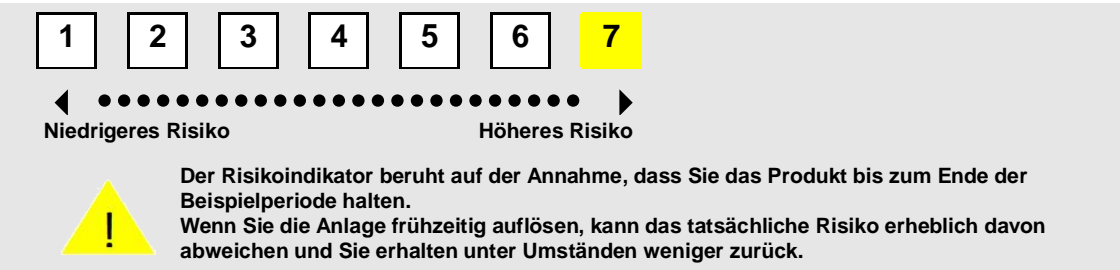 1 2 3 4 5 6 7
Niedrigeres Risiko Höheres Risiko
Der Risikoindikator beruht auf der Annahme, dass Sie das Produkt bis zum Ende der
Beispielperiode halten.
Wenn Sie die Anlage frühzeitig auflösen, kann das tatsächliche Risiko erheblich davon
abweichen und Sie erhalten unter Umständen weniger zurück.
!